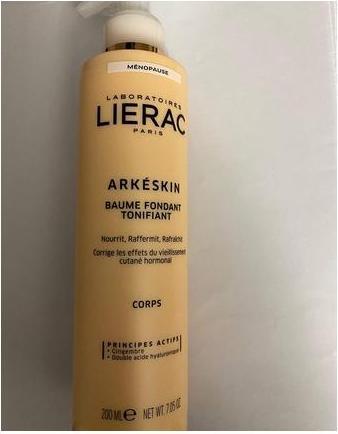 MÉNOPAUSE
LABORATOIRES
LIERAC
PARIS
ARKÉSKIN
BAUME FONDANT
TONIFIANT
Nourrit, Raffermit, Rafraîchit
Corrige les effets du vieillissement
cutané hormonal
CORPS
PRINCIPES ACTIFS
• Gingembre
• Double acide hyaluronique
200 ML e NET WT. 7.05 OZ